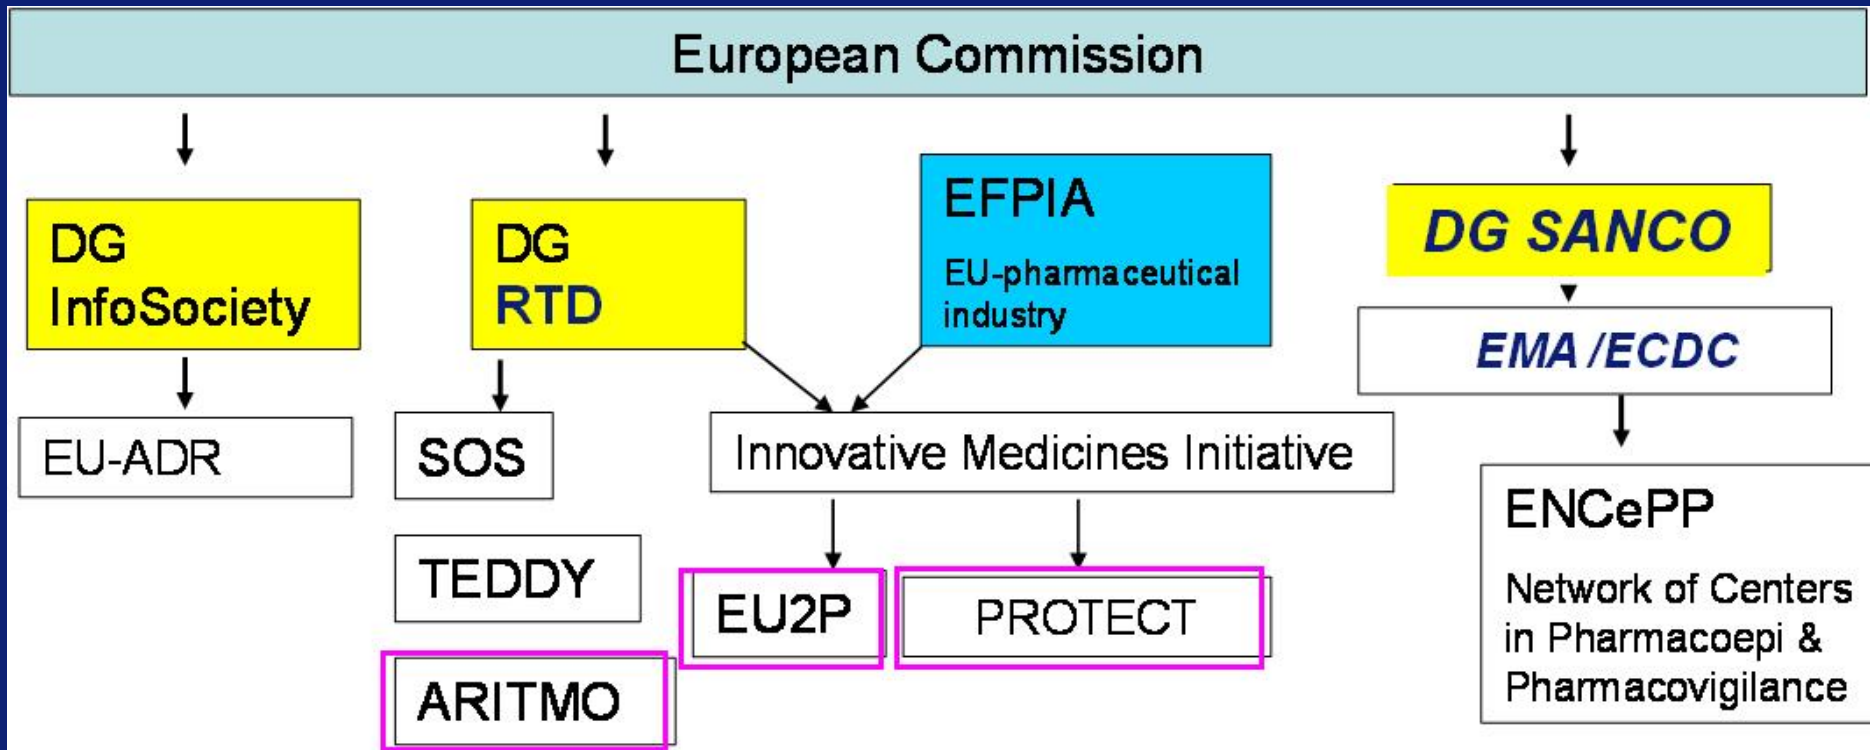 European Commission
DG
InfoSociety
EU-ADR
DG
RTD
SOS
TEDDY
ARITMO
EFPIA
EU-pharmaceutical
industry
Innovative Medicines Initiative
EU2P
PROTECT
DG SANCO
EMA /ECDC
ENCePP
Network of Centers
in Pharmacoepi &
Pharmacovigilance